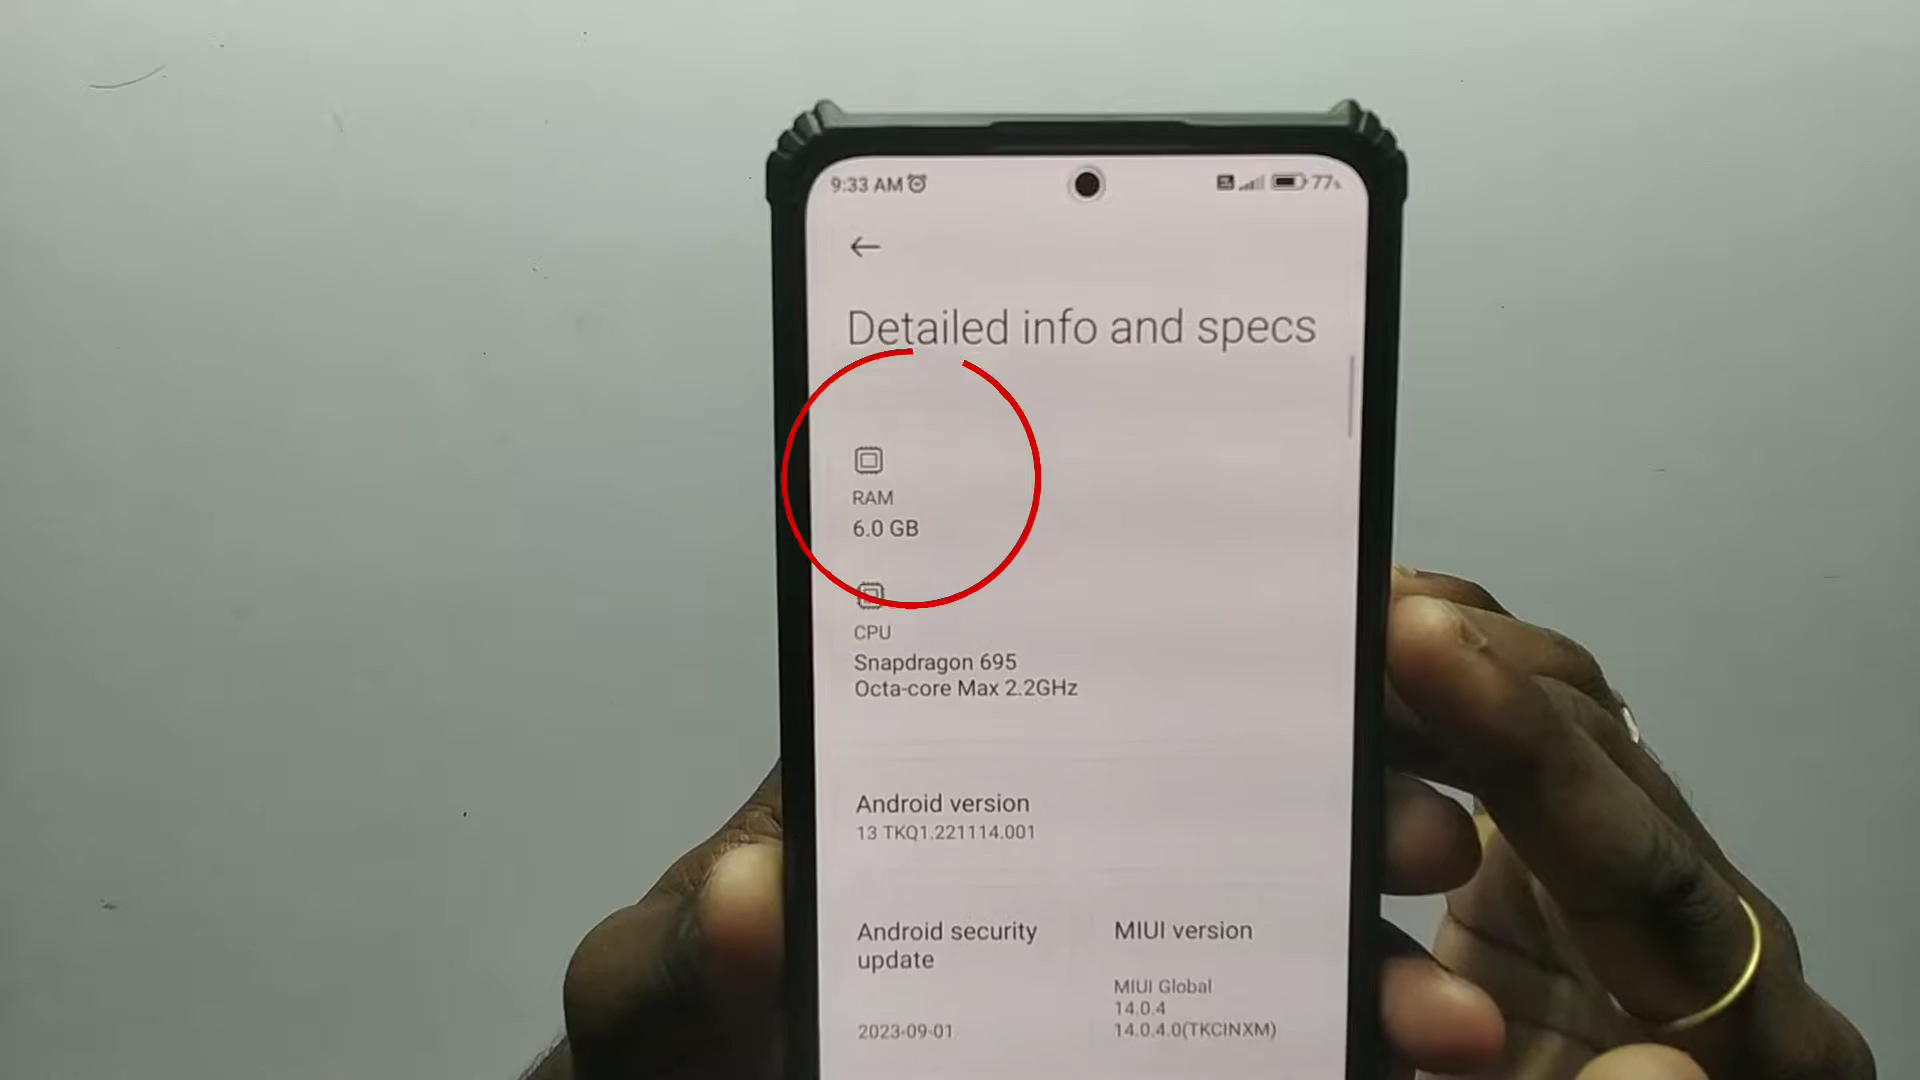 9:33 AM
77%
Detailed info and specs
RAM
6.0 GB
CPU
Snapdragon 695
Octa-core Max 2.2GHz
Android version
13 TKQ1.221114.001
Android security
update
2023-09-01
MIUI version
MIUI Global
14.0.4
14.0.4.0(TKCINXM)